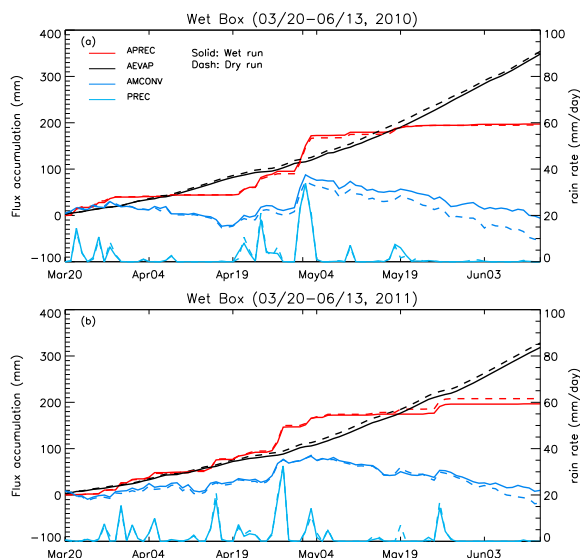 Wet Box (03/20–06/13, 2010)
(a)
APREC
AEVAP
AMCONV
PREC
Solid: Wet run
Dash: Dry run
400
300
200
100
0
-100
Flux accumulation (mm)
100
80
60
40
20
0
rain rate (mm/day)
Mar20 Apr04 Apr19 May04 May19 Jun03
Wet Box (03/20–06/13, 2011)
(b)
400
300
200
100
0
-100
Flux accumulation (mm)
100
80
60
40
20
0
rain rate (mm/day)
Mar20 Apr04 Apr19 May04 May19 Jun03